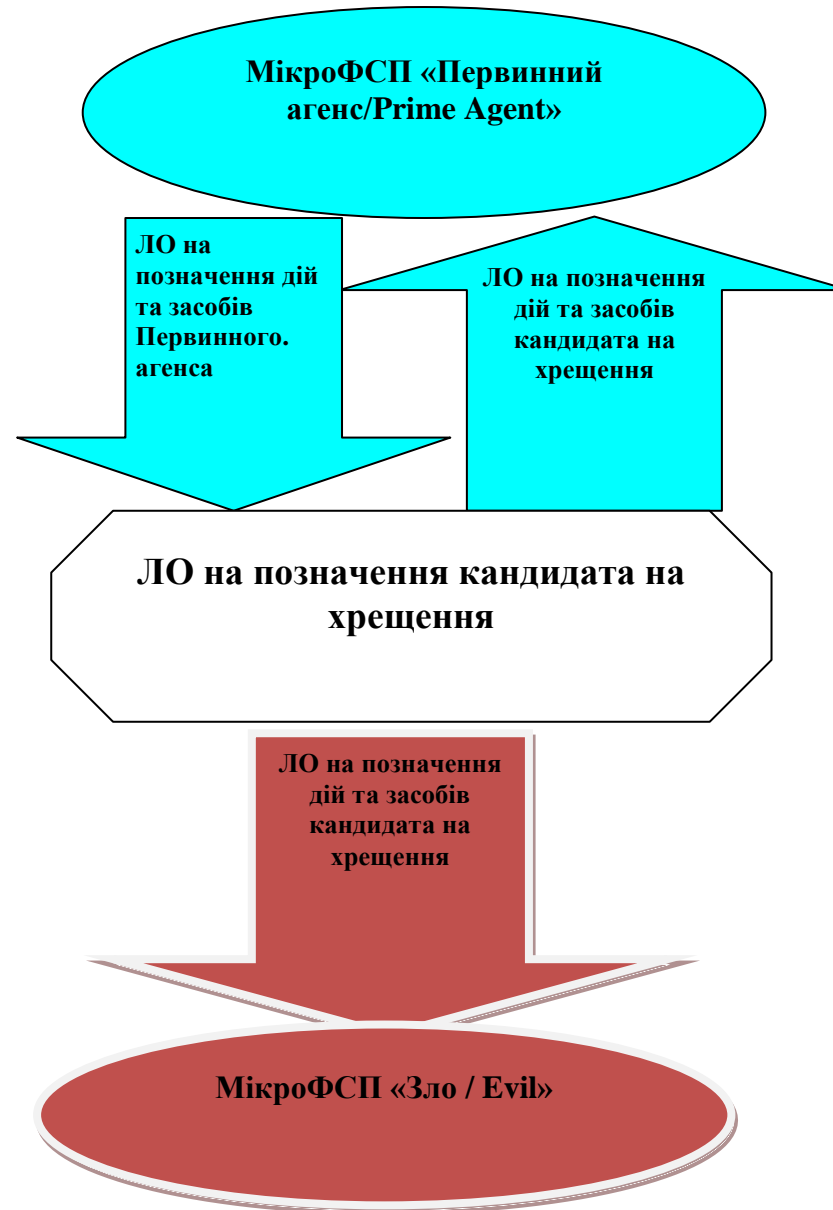 МікроФСП «Первинний
агенс/Prime Agent»
ЛО на
позначення дій
та засобів
Первинного.
агенса
ЛО на позначення
дій та засобів
кандидата на
хрещення
ЛО на позначення кандидата на
хрещення
ЛО на позначення
дій та засобів
кандидата на
хрещення
МікроФСП «Зло / Evil»